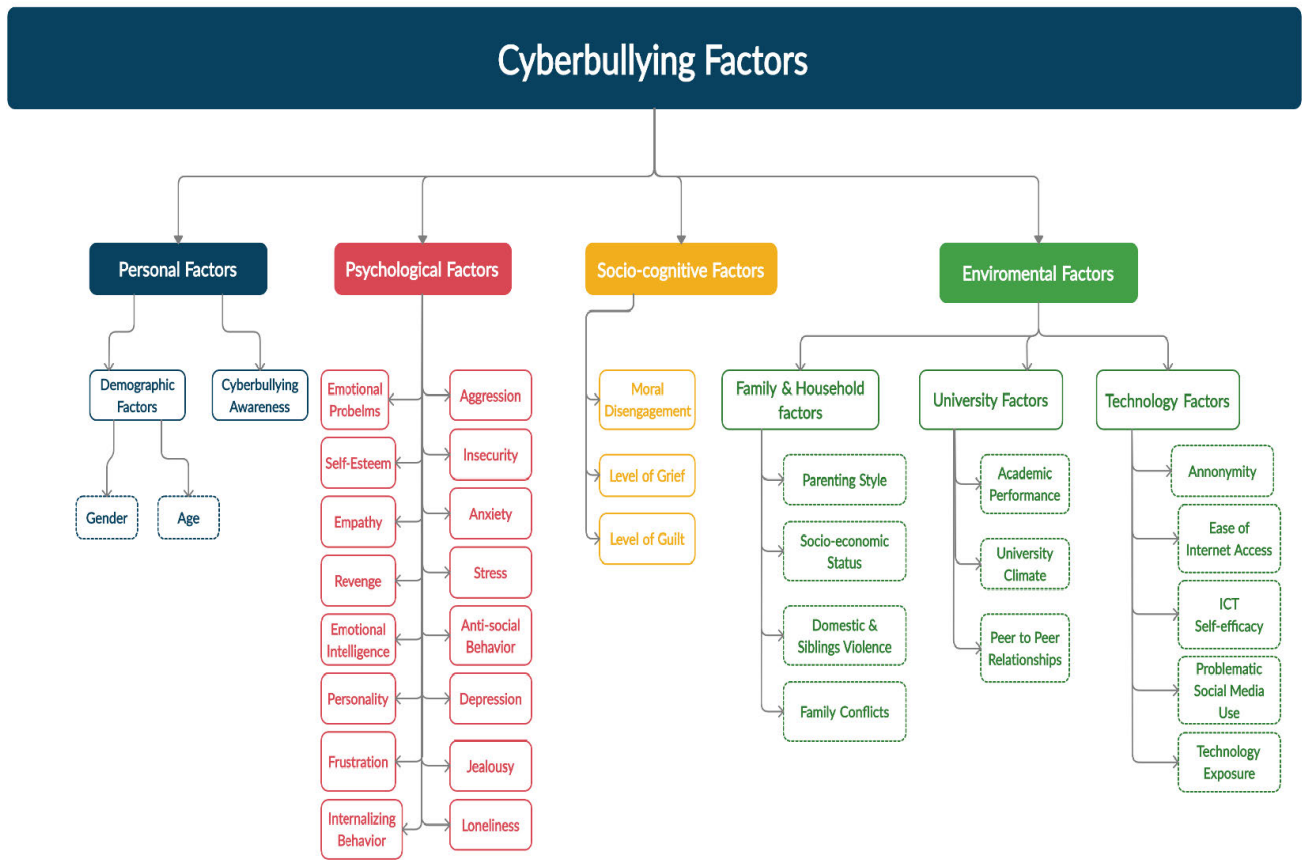 Cyberbullying Factors
Personal Factors
Psychological Factors
Socio-cognitive Factors
Enviromental Factors
Demographic
Factors
Cyberbullying
Awareness
Gender
Age
Emotional
Probelms
Aggression
Self-Esteem
Insecurity
Empathy
Anxiety
Revenge
Stress
Emotional
Intelligence
Anti-social
Behavior
Personality
Depression
Frustration
Jealousy
Internalizing
Behavior
Loneliness
Moral
Disengagement
Level of Grief
Level of Guilt
Family & Household
factors
Parenting Style
Socio-economic
Status
Domestic &
Siblings Violence
Family Conflicts
University Factors
Academic
Performance
University
Climate
Peer to Peer
Relationships
Technology Factors
Annonymity
Ease of
Internet Access
ICT
Self-efficacy
Problematic
Social Media
Use
Technology
Exposure